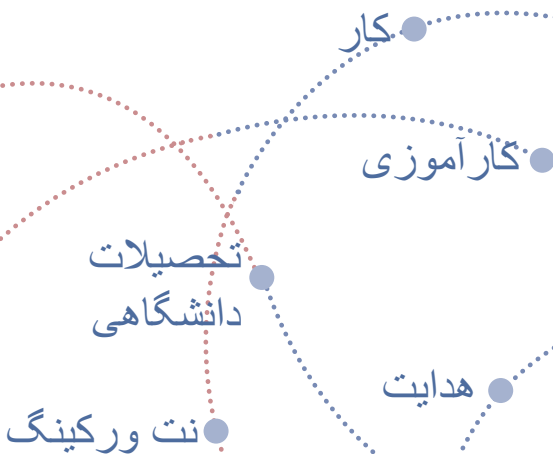 کار
کارآموزی
تحصیلات
دانشگاهی
هدایت
نت ورکینگ